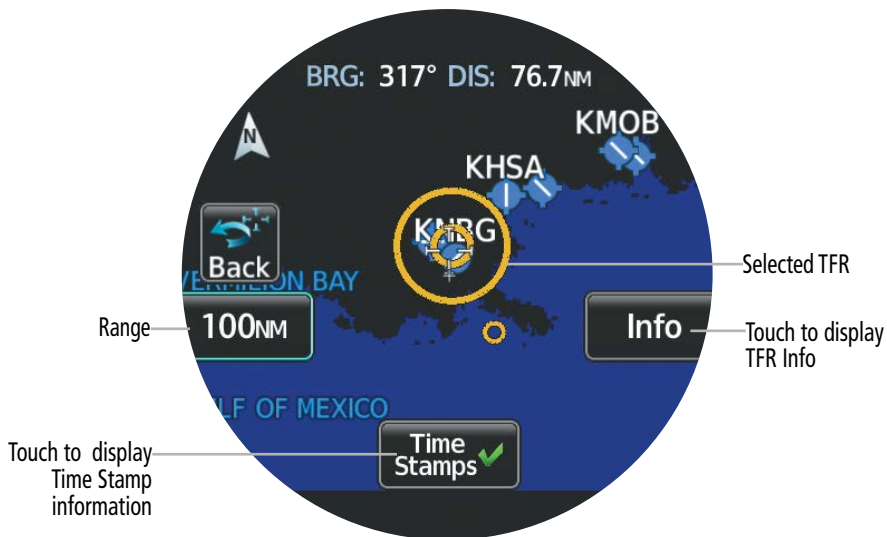 BRG: 317° DIS: 76.7NM
N
KMOB
KHSA
KNBG
Back
VERMILION BAY
Selected TFR
Range
100NM
Info
Touch to display
TFR Info
LF OF MEXICO
Time
Stamps
Touch to display
Time Stamp
information